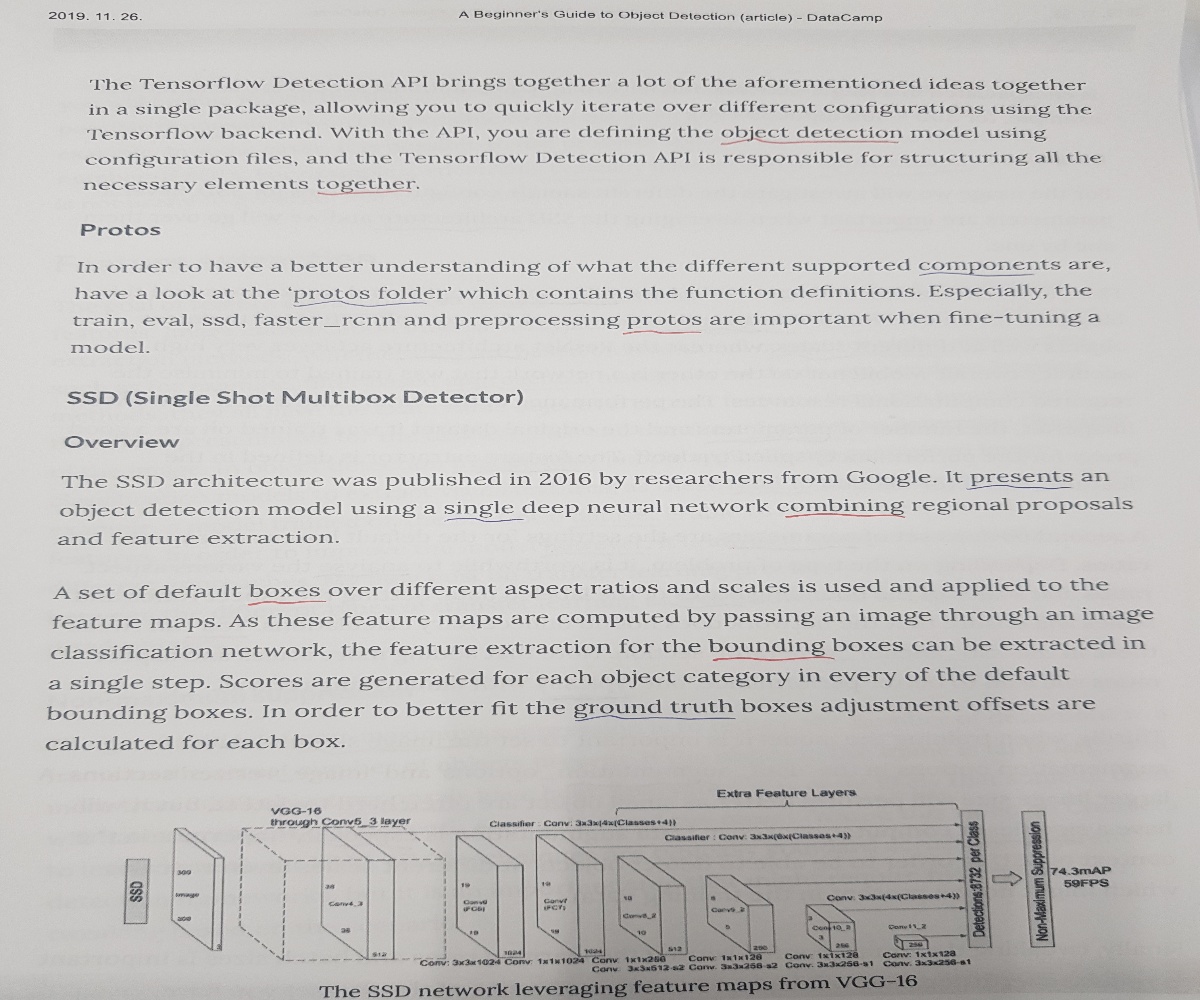 2019. 11. 26. A Beginner's Guide to Object Detection (article) - DataCamp
The Tensorflow Detection API brings together a lot of the aforementioned ideas together
in a single package, allowing you to quickly iterate over different configurations using the
Tensorflow backend. With the API, you are defining the object detection model using
configuration files, and the Tensorflow Detection API is responsible for structuring all the
necessary elements together.
Protos
In order to have a better understanding of what the different supported components are,
have a look at the ‘protos folder’ which contains the function definitions. Especially, the
train, eval, ssd, faster_rcnn and preprocessing protos are important when fine-tuning a
model.
SSD (Single Shot Multibox Detector)
Overview
The SSD architecture was published in 2016 by researchers from Google. It presents an
object detection model using a single deep neural network combining regional proposals
and feature extraction.
A set of default boxes over different aspect ratios and scales is used and applied to the
feature maps. As these feature maps are computed by passing an image through an image
classification network, the feature extraction for the bounding boxes can be extracted in
a single step. Scores are generated for each object category in every of the default
bounding boxes. In order to better fit the ground truth boxes adjustment offsets are
calculated for each box.
Extra Feature Layers
VGG-16
through Conv5_3 layer
Classifier : Conv: 3x3x(4x(Classes+4))
Classifier : Conv: 3x3x(6x(Classes+4))
SSD
300
Image
300
3
38
Conv4_3
38
512
19
Conv6
(FC6)
19
1024
19
Conv7
(FC7)
19
1024
10
Conv8_2
10
512
Conv9_2
5
256
Conv: 3x3x(4x(Classes+4))
3
Conv10_2
3
256
Conv11_2
256
Detections:8732 per Class
Non-Maximum Suppression
74.3mAP
59FPS
Conv: 3x3x1024 Conv: 1x1x1024 Conv: 1x1x256 Conv: 1x1x128 Conv: 1x1x128 Conv: 1x1x128
Conv: 3x3x512-s2 Conv: 3x3x256-s2 Conv: 3x3x256-s1 Conv: 3x3x256-s1
The SSD network leveraging feature maps from VGG-16